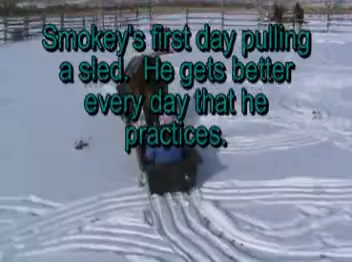 Smokey's first day pulling
a sled. He gets better
every day that he
practices.